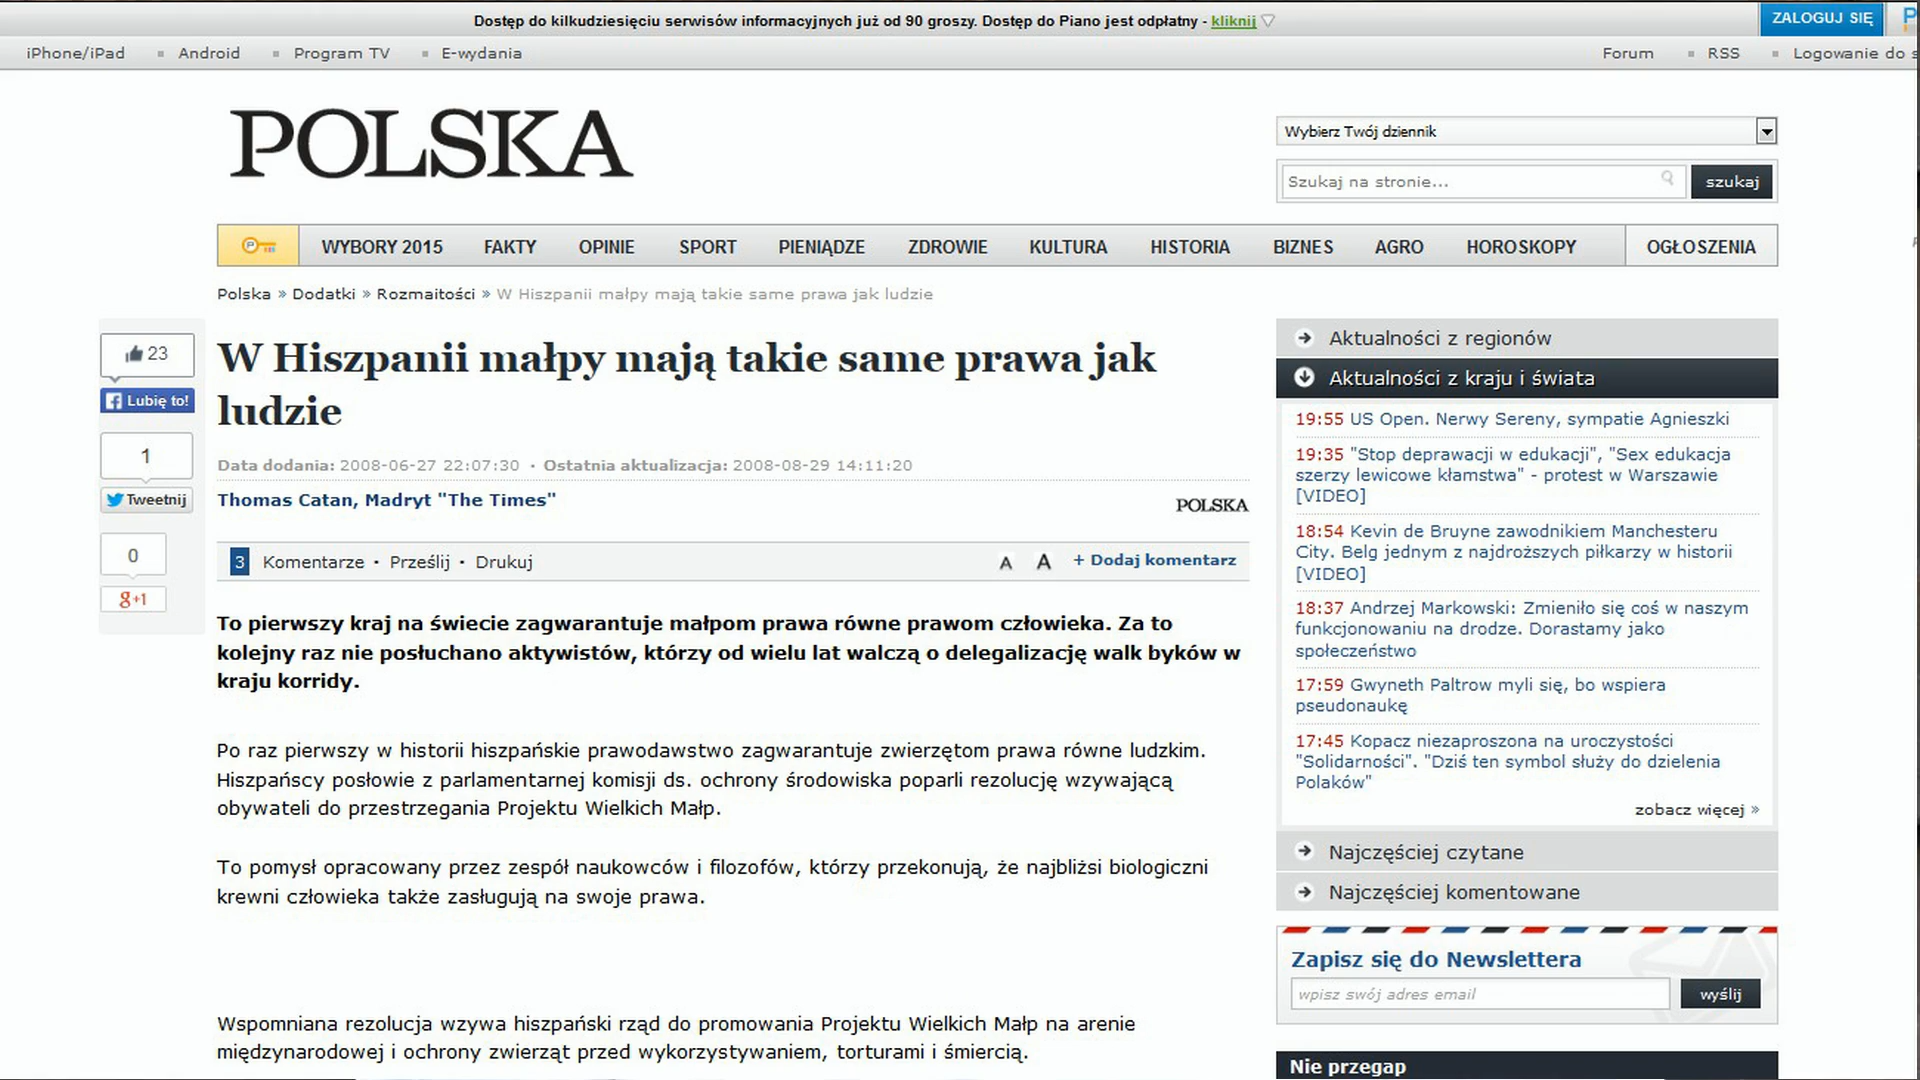 Dostęp do kilkudziesięciu serwisów informacyjnych już od 90 groszy. Dostęp do Piano jest odpłatny - kliknij
ZALOGUJ SIĘ
iPhone/iPad
Android
Program TV
E-wydania
Forum
RSS
Logowanie do
POLSKA
Wybierz Twój dziennik
Szukaj na stronie...
szukaj
WYBORY 2015
FAKTY
OPINIE
SPORT
PIENIĄDZE
ZDROWIE
KULTURA
HISTORIA
BIZNES
AGRO
HOROSKOPY
OGŁOSZENIA
Polska » Dodatki » Rozmaitości » W Hiszpanii małpy mają takie same prawa jak ludzie
23
Lubię to!
1
Tweetnij
0
g+1
W Hiszpanii małpy mają takie same prawa jak
ludzie
Data dodania: 2008-06-27 22:07:30 • Ostatnia aktualizacja: 2008-08-29 14:11:20
Thomas Catan, Madryt "The Times"
POLSKA
3 Komentarze • Prześlij • Drukuj
A A + Dodaj komentarz
To pierwszy kraj na świecie zagwarantuje małpom prawa równe prawom człowieka. Za to
kolejny raz nie posłuchano aktywistów, którzy od wielu lat walczą o delegalizację walk byków w
kraju korridy.
Po raz pierwszy w historii hiszpańskie prawodawstwo zagwarantuje zwierzętom prawa równe ludzkim.
Hiszpańscy posłowie z parlamentarnej komisji ds. ochrony środowiska poparli rezolucję wzywającą
obywateli do przestrzegania Projektu Wielkich Małp.
To pomysł opracowany przez zespół naukowców i filozofów, którzy przekonują, że najbliżsi biologiczni
krewni człowieka także zasługują na swoje prawa.
Wspomniana rezolucja wzywa hiszpański rząd do promowania Projektu Wielkich Małp na arenie
międzynarodowej i ochrony zwierząt przed wykorzystywaniem, torturami i śmiercią.
Aktualności z regionów
Aktualności z kraju i świata
19:55 US Open. Nerwy Sereny, sympatie Agnieszki
19:35 "Stop deprawacji w edukacji", "Sex edukacja
szerzy lewicowe kłamstwa" - protest w Warszawie
[VIDEO]
18:54 Kevin de Bruyne zawodnikiem Manchesteru
City. Belg jednym z najdroższych piłkarzy w historii
[VIDEO]
18:37 Andrzej Markowski: Zmieniło się coś w naszym
funkcjonowaniu na drodze. Dorastamy jako
społeczeństwo
17:59 Gwyneth Paltrow myli się, bo wspiera
pseudonaukę
17:45 Kopacz niezaproszona na uroczystości
"Solidarności". "Dziś ten symbol służy do dzielenia
Polaków"
zobacz więcej »
Najczęściej czytane
Najczęściej komentowane
Zapisz się do Newslettera
wpisz swój adres email
wyślij
Nie przegap